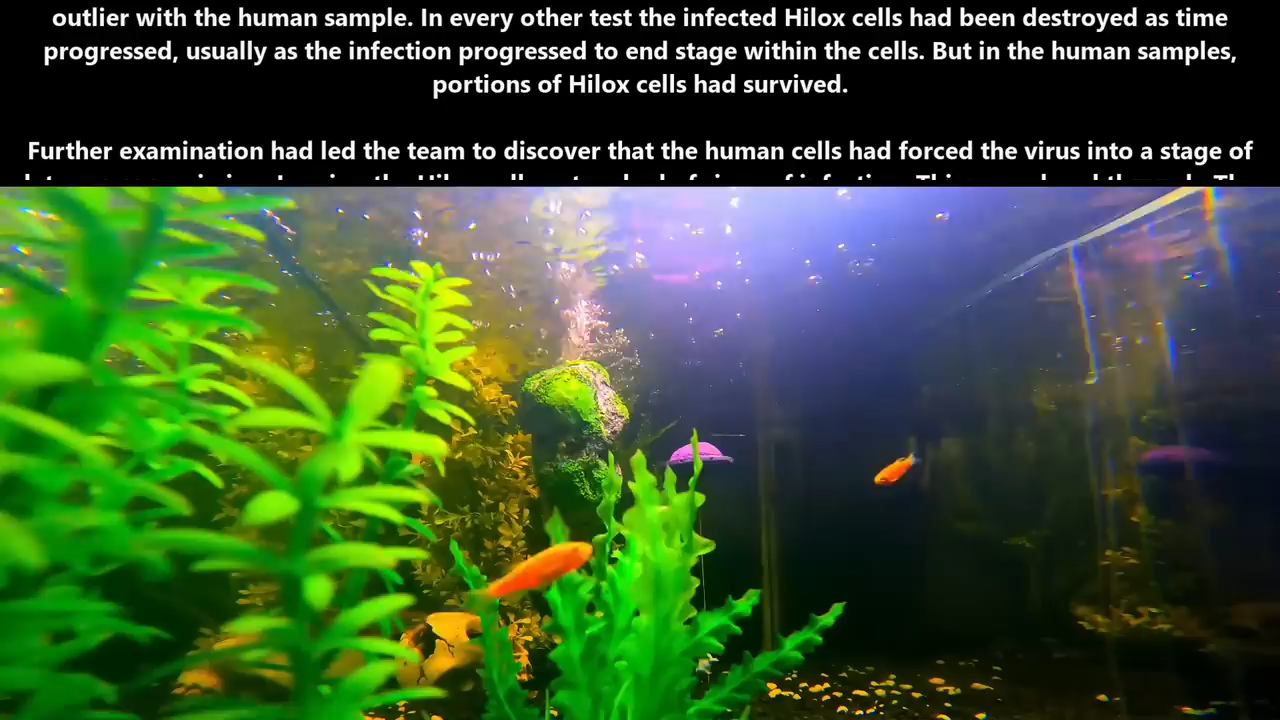 outlier with the human sample. In every other test the infected Hilox cells had been destroyed as time
progressed, usually as the infection progressed to end stage within the cells. But in the human samples,
portions of Hilox cells had survived.
Further examination had led the team to discover that the human cells had forced the virus into a stage of